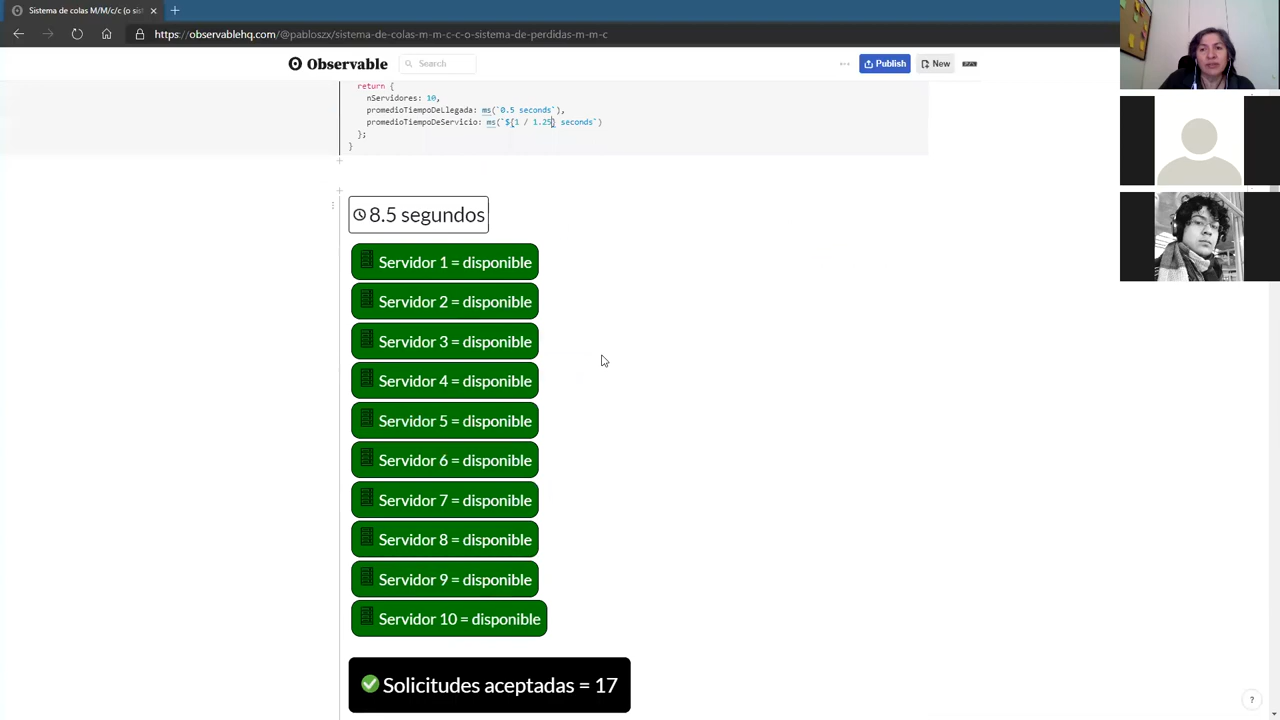 Sistema de colas M/M/c/c (o sis
https://observablehq.com/@pabloszx/sistema-de-colas-m-m-c-c-o-sistema-de-perdidas-m-m-c
Observable
Search
Publish
New
return {
nServidores: 10,
promedioTiempoDeLlegada: ms(`0.5 seconds`),
promedioTiempoDeServicio: ms(`${1 / 1.25} seconds`)
};
}
8.5 segundos
Servidor 1 = disponible
Servidor 2 = disponible
Servidor 3 = disponible
Servidor 4 = disponible
Servidor 5 = disponible
Servidor 6 = disponible
Servidor 7 = disponible
Servidor 8 = disponible
Servidor 9 = disponible
Servidor 10 = disponible
Solicitudes aceptadas = 17
?